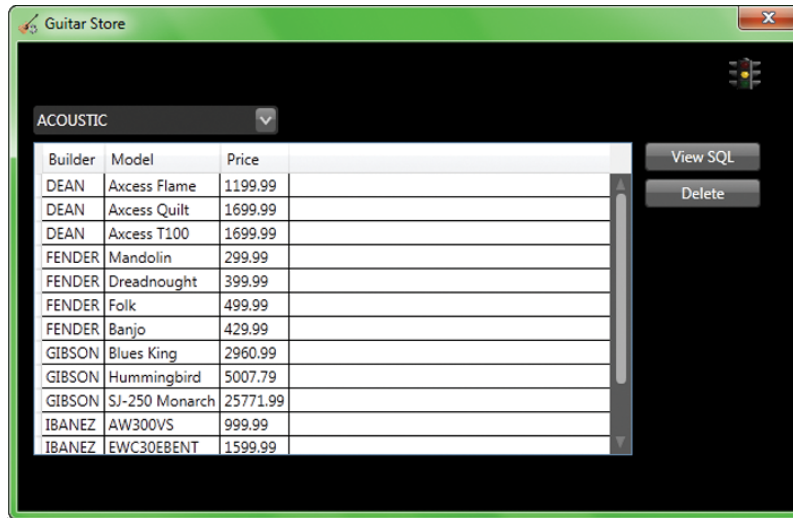 Guitar Store
ACOUSTIC
Builder Model Price
View SQL
DEAN Axcess Flame 1199.99
Delete
DEAN Axcess Quilt 1699.99
DEAN Axcess T100 1699.99
FENDER Mandolin 299.99
FENDER Dreadnought 399.99
FENDER Folk 499.99
FENDER Banjo 429.99
GIBSON Blues King 2960.99
GIBSON Hummingbird 5007.79
GIBSON SJ-250 Monarch 25771.99
IBANEZ AW300VS 999.99
IBANEZ EWC30EBENT 1599.99